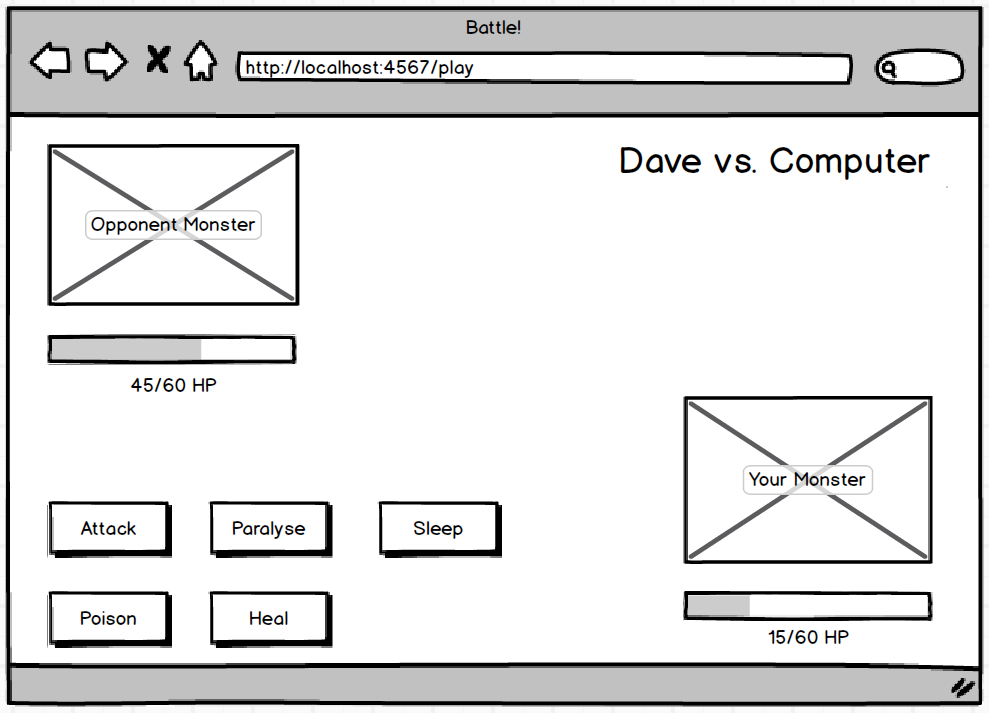 Battle!
http://localhost:4567/play
Dave vs. Computer
Opponent Monster
45/60 HP
Your Monster
15/60 HP
Attack
Paralyse
Sleep
Poison
Heal